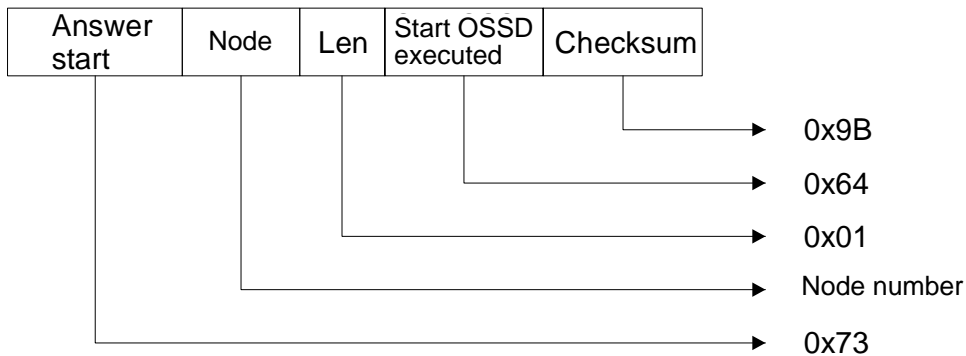 Answer
start
Node
Len
Start OSSD
executed
Checksum
0x9B
0x64
0x01
Node number
0x73